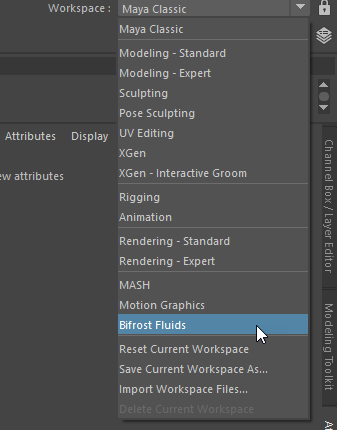 Workspace : Maya Classic
Maya Classic
Modeling - Standard
Modeling - Expert
Sculpting
Pose Sculpting
UV Editing
XGen
XGen - Interactive Groom
Rigging
Animation
Rendering - Standard
Rendering - Expert
MASH
Motion Graphics
Bifrost Fluids
Reset Current Workspace
Save Current Workspace As...
Import Workspace Files...
Delete Current Workspace
Attributes Display
attributes
Channel Box / Layer Editor
Modeling Toolkit